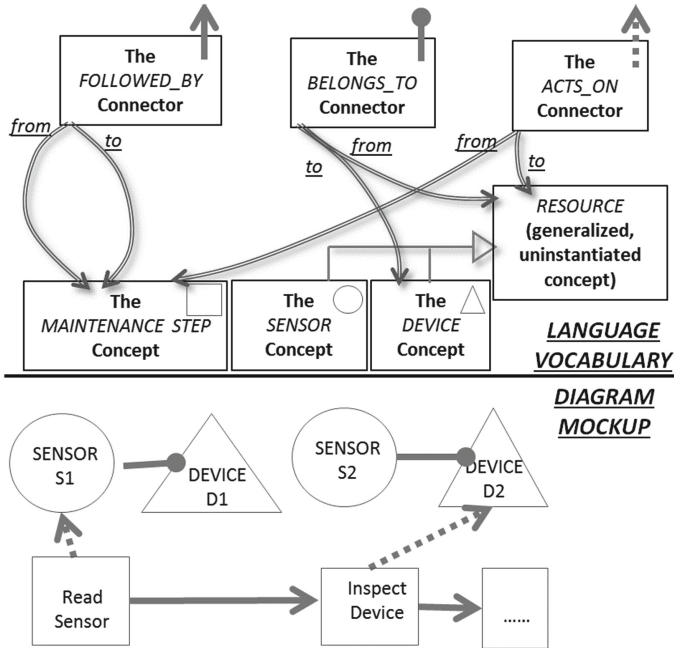 The
FOLLOWED_BY
Connector
The
BELONGS_TO
Connector
The
ACTS_ON
Connector
from
to
from
to
from
to
RESOURCE
(generalized,
uninstantiated
concept)
The
MAINTENANCE STEP
Concept
The
SENSOR
Concept
The
DEVICE
Concept
LANGUAGE
VOCABULARY
DIAGRAM
MOCKUP
SENSOR
S1
DEVICE
D1
SENSOR
S2
DEVICE
D2
Read
Sensor
Inspect
Device
......